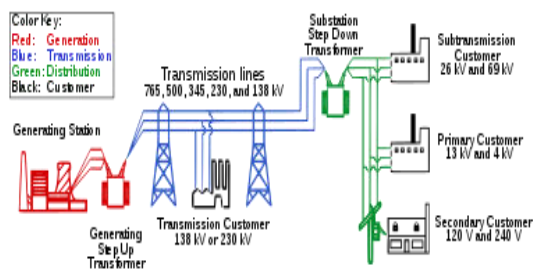 Color Key:
Red: Generation
Blue: Transmission
Green: Distribution
Black: Customer
Generating Station
Generating
Step Up
Transformer
Transmission lines
765, 500, 345, 230, and 138 kV
Transmission Customer
138 kV or 230 kV
Substation
Step Down
Transformer
Subtransmission
Customer
26 kV and 69 kV
Primary Customer
13 kV and 4 kV
Secondary Customer
120 V and 240 V